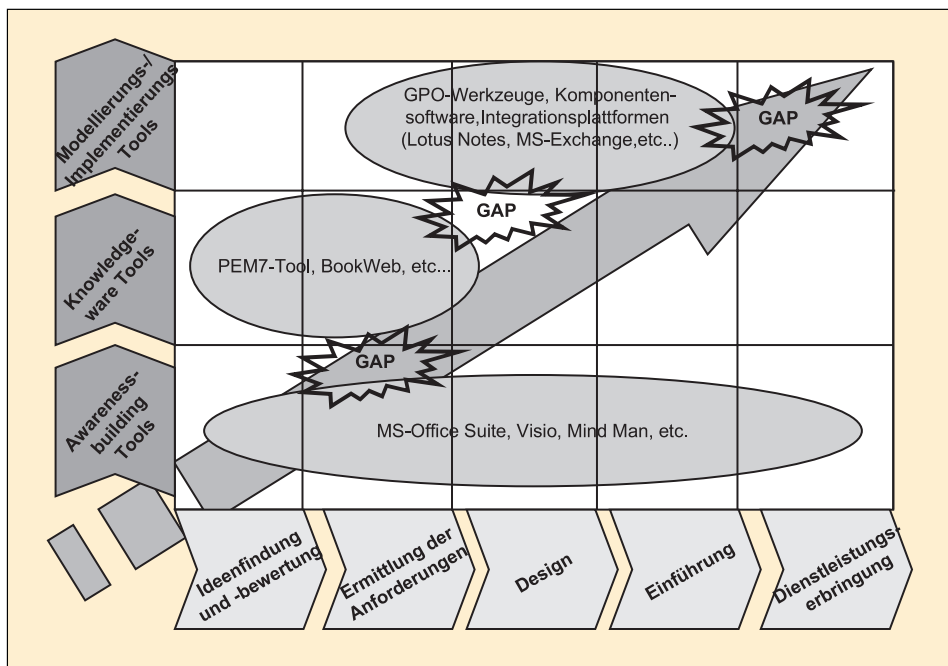 Modellierungs-/
Implementierungs
Tools
GPO-Werkzeuge, Komponenten-
software,Integrationsplattformen
(Lotus Notes, MS-Exchange,etc..)
GAP
Knowledge-
ware Tools
GAP
PEM7-Tool, BookWeb, etc...
Awareness-
building
Tools
GAP
MS-Office Suite, Visio, Mind Man, etc.
Ideenfindung
und -bewertung
Ermittlung der
Anforderungen
Design
Einführung
Dienstleistungs-
erbringung